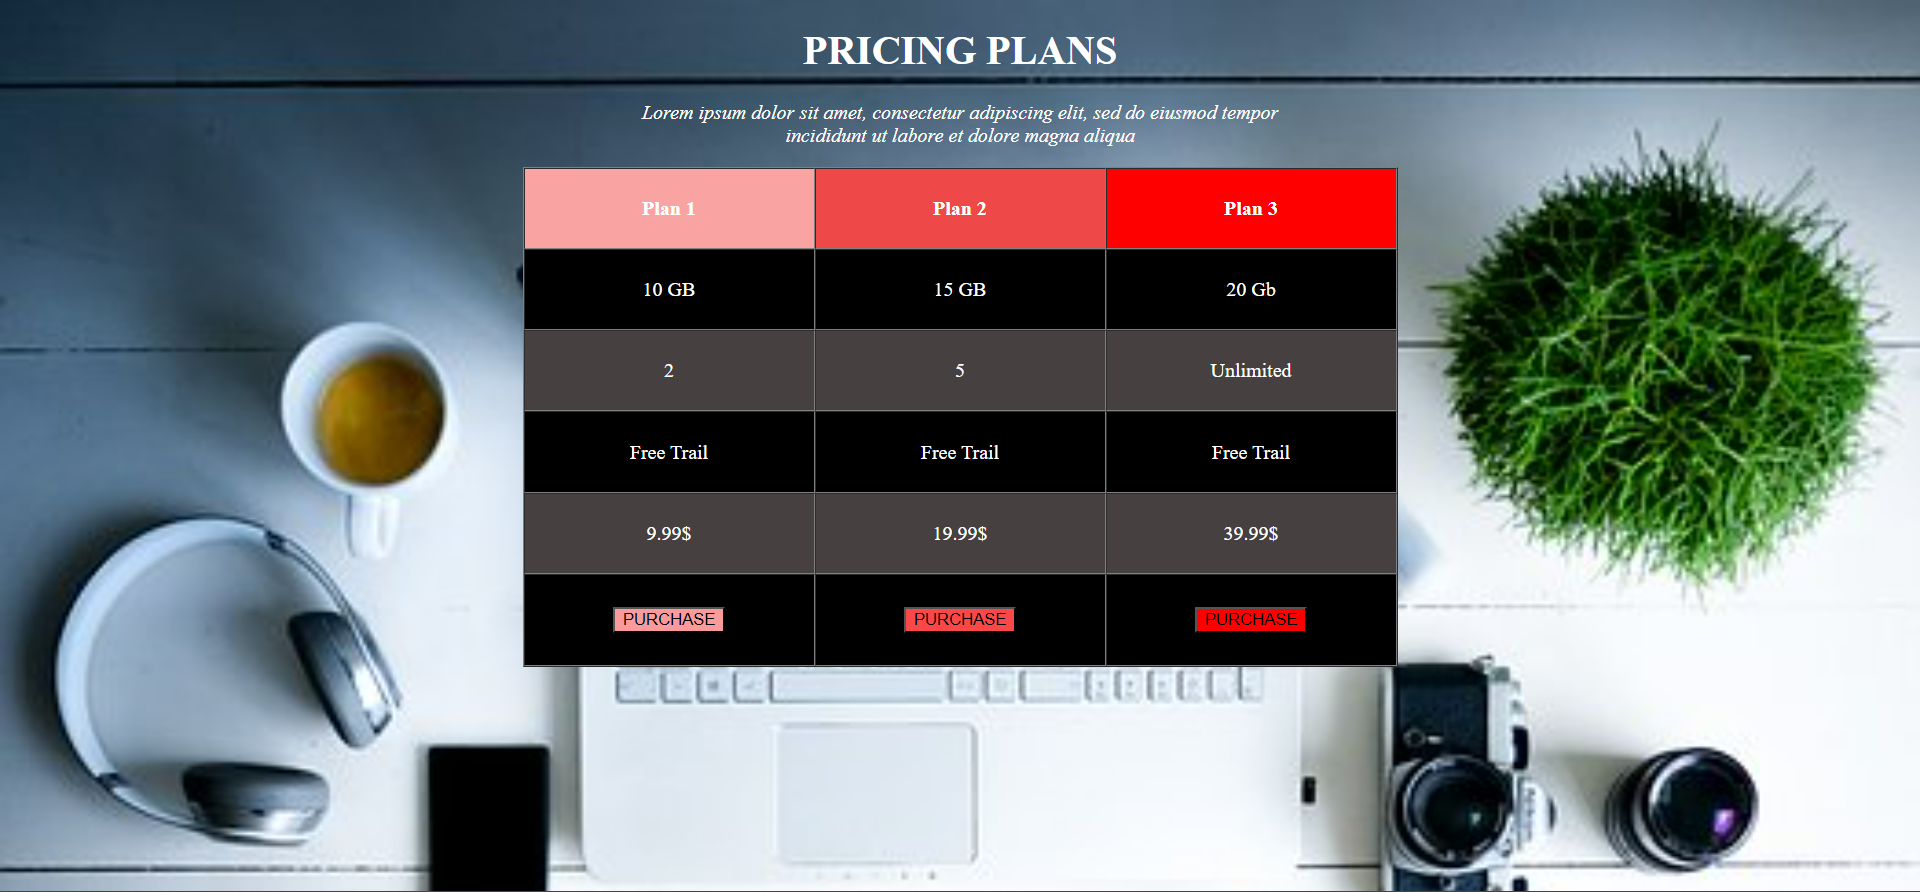 PRICING PLANS
Lorem ipsum dolor sit amet, consectetur adipiscing elit, sed do eiusmod tempor
incididunt ut labore et dolore magna aliqua
Plan 1 Plan 2 Plan 3
10 GB 15 GB 20 Gb
2 5 Unlimited
Free Trail Free Trail Free Trail
9.99$ 19.99$ 39.99$
PURCHASE PURCHASE PURCHASE